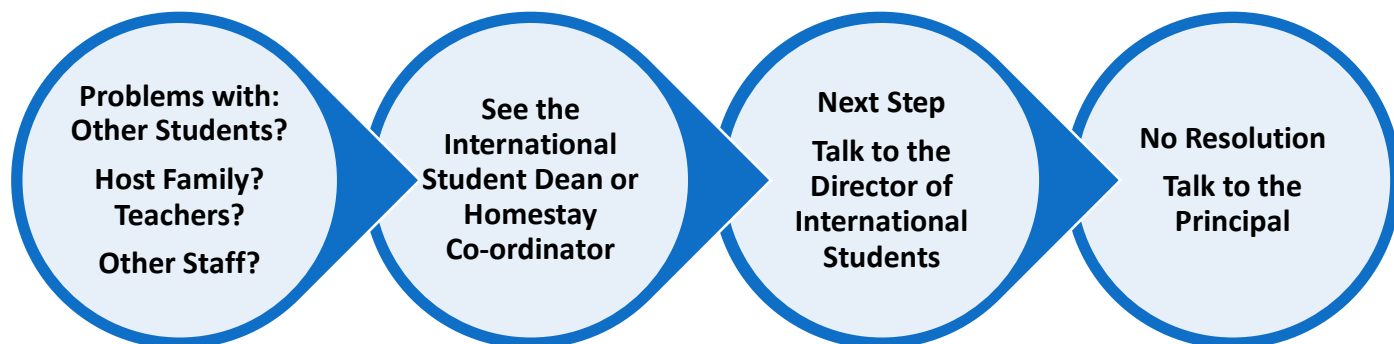 Problems with:
Other Students?
Host Family?
Teachers?
Other Staff?
See the
International
Student Dean or
Homestay
Co-ordinator
Next Step
Talk to the
Director of
International
Students
No Resolution
Talk to the
Principal